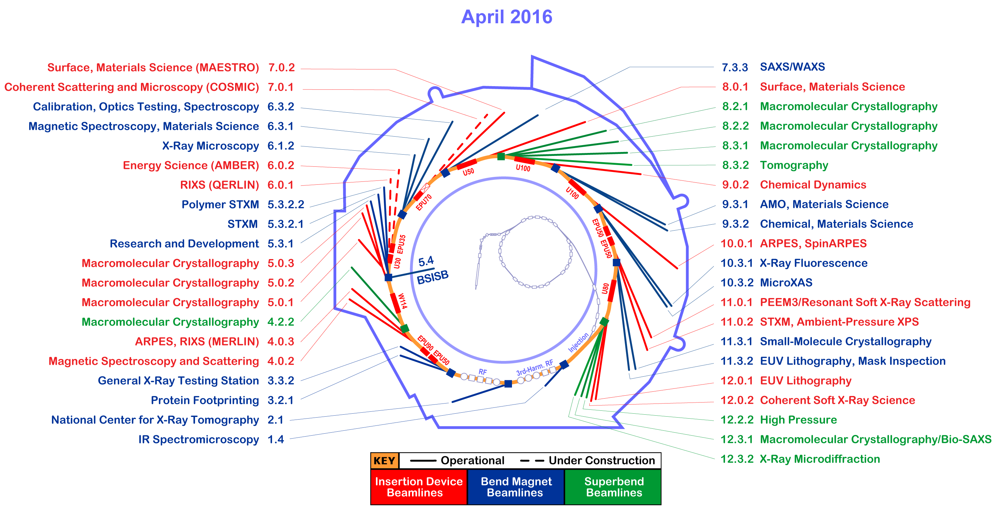 April 2016
Surface, Materials Science (MAESTRO) 7.0.2
Coherent Scattering and Microscopy (COSMIC) 7.0.1
Calibration, Optics Testing, Spectroscopy 6.3.2
Magnetic Spectroscopy, Materials Science 6.3.1
X-Ray Microscopy 6.1.2
Energy Science (AMBER) 6.0.2
RIXS (QERLIN) 6.0.1
Polymer STXM 5.3.2.2
STXM 5.3.2.1
Research and Development 5.3.1
Macromolecular Crystallography 5.0.3
Macromolecular Crystallography 5.0.2
Macromolecular Crystallography 5.0.1
Macromolecular Crystallography 4.2.2
ARPES, RIXS (MERLIN) 4.0.3
Magnetic Spectroscopy and Scattering 4.0.2
General X-Ray Testing Station 3.3.2
Protein Footprinting 3.2.1
National Center for X-Ray Tomography 2.1
IR Spectromicroscopy 1.4
U50
U100
U100
EPU70
EPU50 EPU50
U30 EPU35
5.4
BSISB
U80
W114
EPU90 EPU50
Injection
RF
3rd-Harm. RF
7.3.3 SAXS/WAXS
8.0.1 Surface, Materials Science
8.2.1 Macromolecular Crystallography
8.2.2 Macromolecular Crystallography
8.3.1 Macromolecular Crystallography
8.3.2 Tomography
9.0.2 Chemical Dynamics
9.3.1 AMO, Materials Science
9.3.2 Chemical, Materials Science
10.0.1 ARPES, SpinARPES
10.3.1 X-Ray Fluorescence
10.3.2 MicroXAS
11.0.1 PEEM3/Resonant Soft X-Ray Scattering
11.0.2 STXM, Ambient-Pressure XPS
11.3.1 Small-Molecule Crystallography
11.3.2 EUV Lithography, Mask Inspection
12.0.1 EUV Lithography
12.0.2 Coherent Soft X-Ray Science
12.2.2 High Pressure
12.3.1 Macromolecular Crystallography/Bio-SAXS
12.3.2 X-Ray Microdiffraction
KEY Operational Under Construction
Insertion Device
Beamlines
Bend Magnet
Beamlines
Superbend
Beamlines